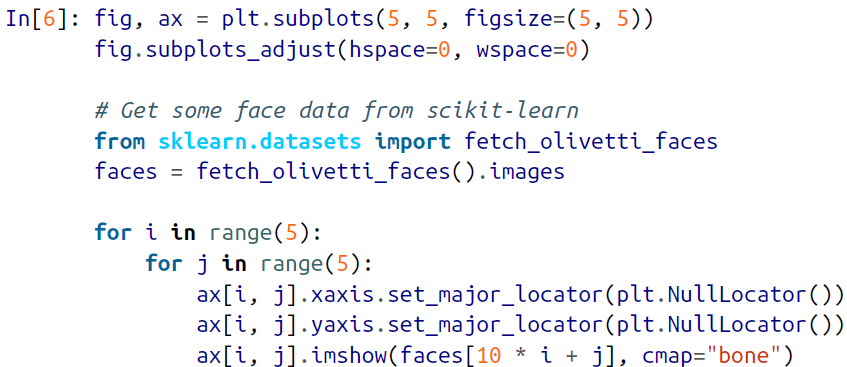 In[6]: fig, ax = plt.subplots(5, 5, figsize=(5, 5))
       fig.subplots_adjust(hspace=0, wspace=0)

       # Get some face data from scikit-learn
       from sklearn.datasets import fetch_olivetti_faces
       faces = fetch_olivetti_faces().images

       for i in range(5):
           for j in range(5):
               ax[i, j].xaxis.set_major_locator(plt.NullLocator())
               ax[i, j].yaxis.set_major_locator(plt.NullLocator())
               ax[i, j].imshow(faces[10 * i + j], cmap="bone")